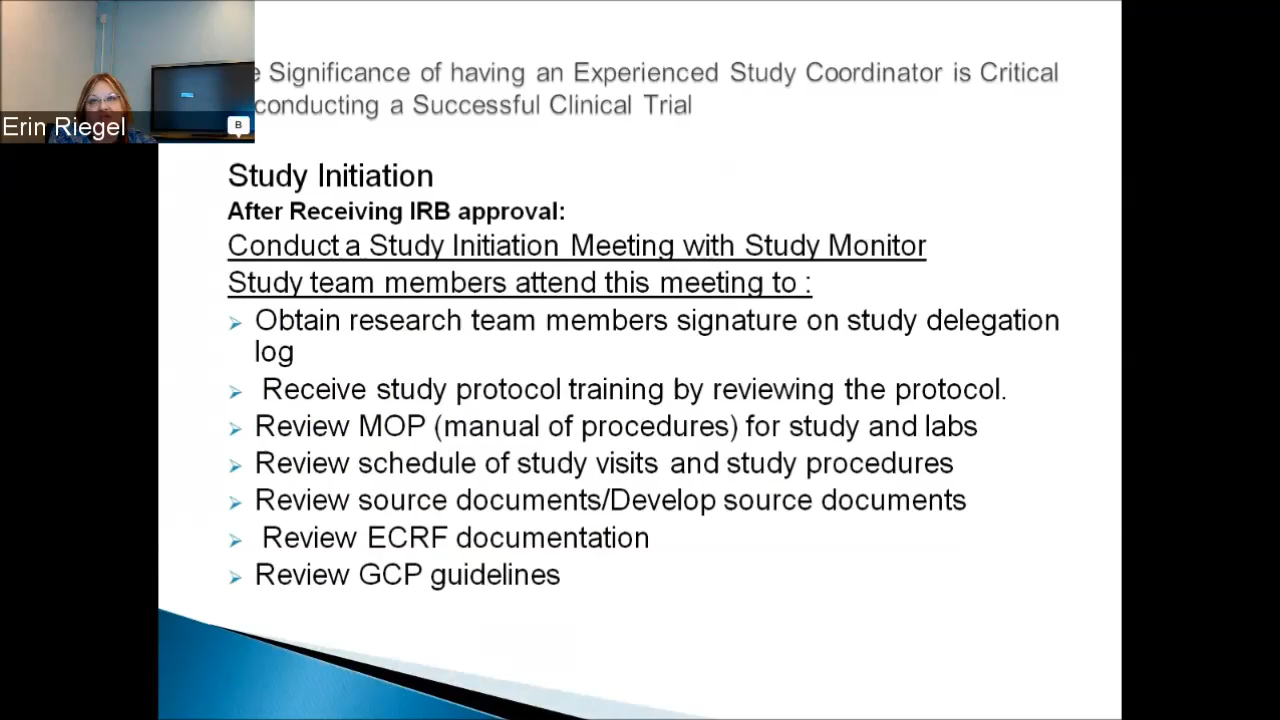 Significance of having an Experienced Study Coordinator is Critical
conducting a Successful Clinical Trial
Erin Riegel
B
Study Initiation
After Receiving IRB approval:
Conduct a Study Initiation Meeting with Study Monitor
Study team members attend this meeting to :
Obtain research team members signature on study delegation
log
Receive study protocol training by reviewing the protocol.
Review MOP (manual of procedures) for study and labs
Review schedule of study visits and study procedures
Review source documents/Develop source documents
Review ECRF documentation
Review GCP guidelines